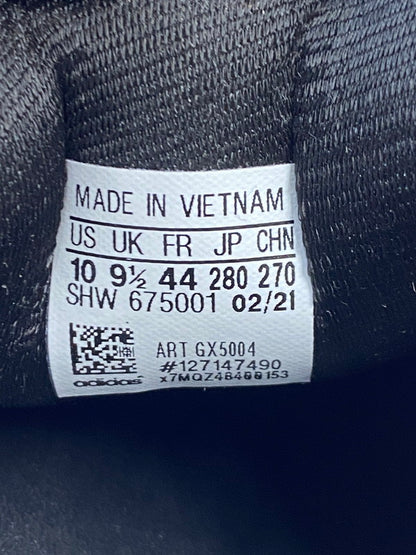 MADE IN VIETNAM
US UK FR JP CHN
10 9½ 44 280 270
SHW 675001 02/21
ART GX5004
#127147490
adidas